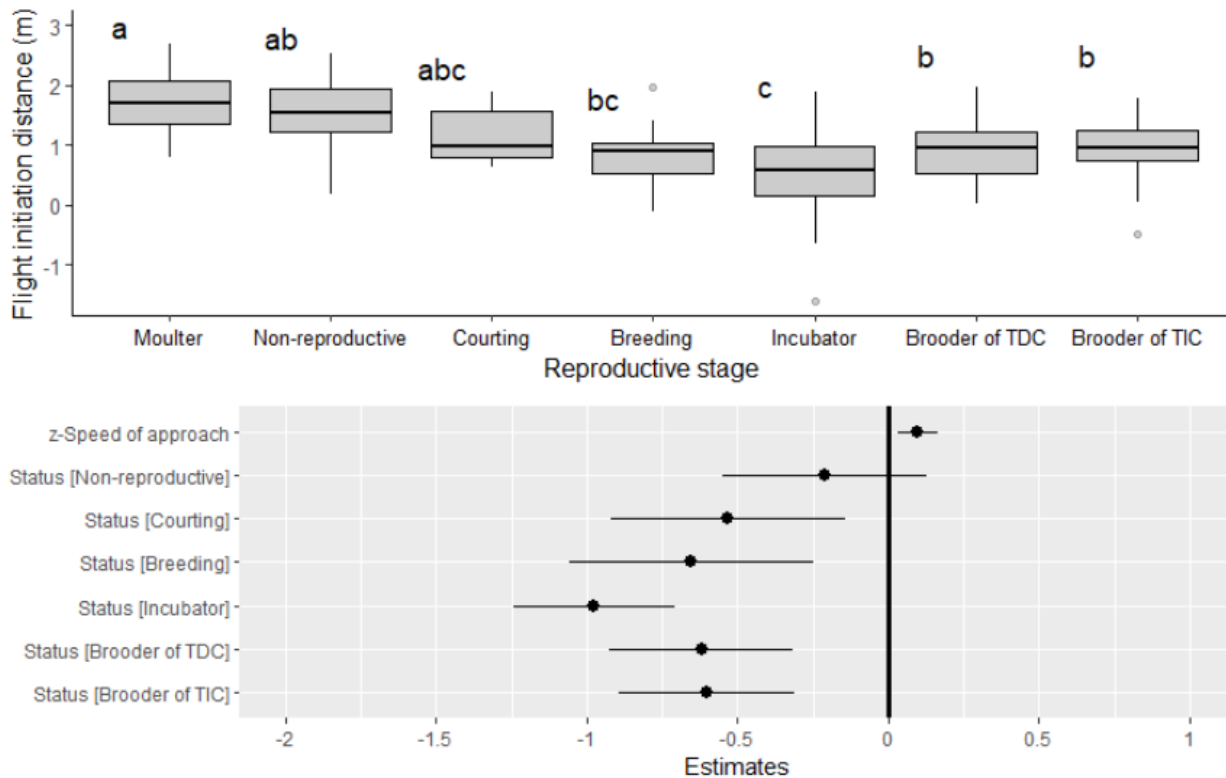 Flight initiation distance (m)
3
2
1
0
-1
a
ab
abc
bc
c
b
b
Moulter Non-reproductive Courting Breeding Incubator Brooder of TDC Brooder of TIC
Reproductive stage
z-Speed of approach
Status [Non-reproductive]
Status [Courting]
Status [Breeding]
Status [Incubator]
Status [Brooder of TDC]
Status [Brooder of TIC]
-2 -1.5 -1 -0.5 0 0.5 1
Estimates